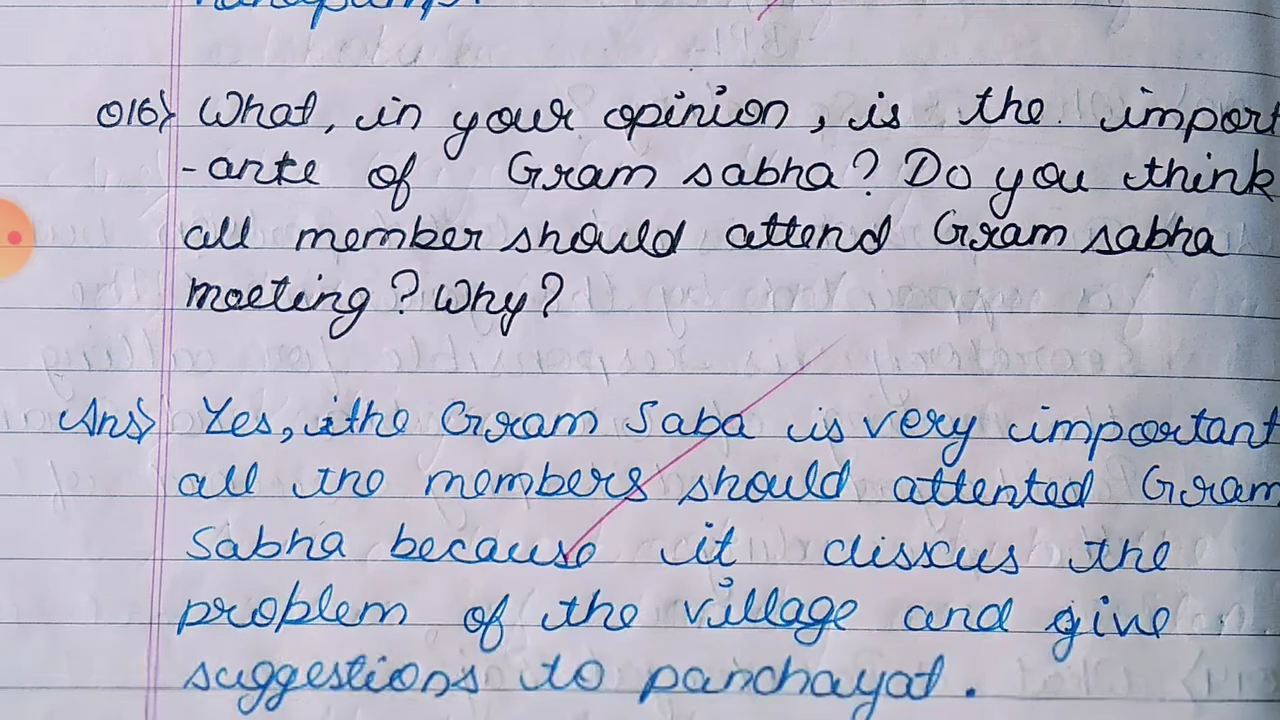 handpump.
Q16) What, in your opinion, is the import
-ante of Gram sabha? Do you think
all member should attend Gram sabha
meeting? Why?
Ans) Yes, the Gram Saba is very important
all the members should attented Gram
Sabha because it disscus the
problem of the village and give
suggestions to panchayat.